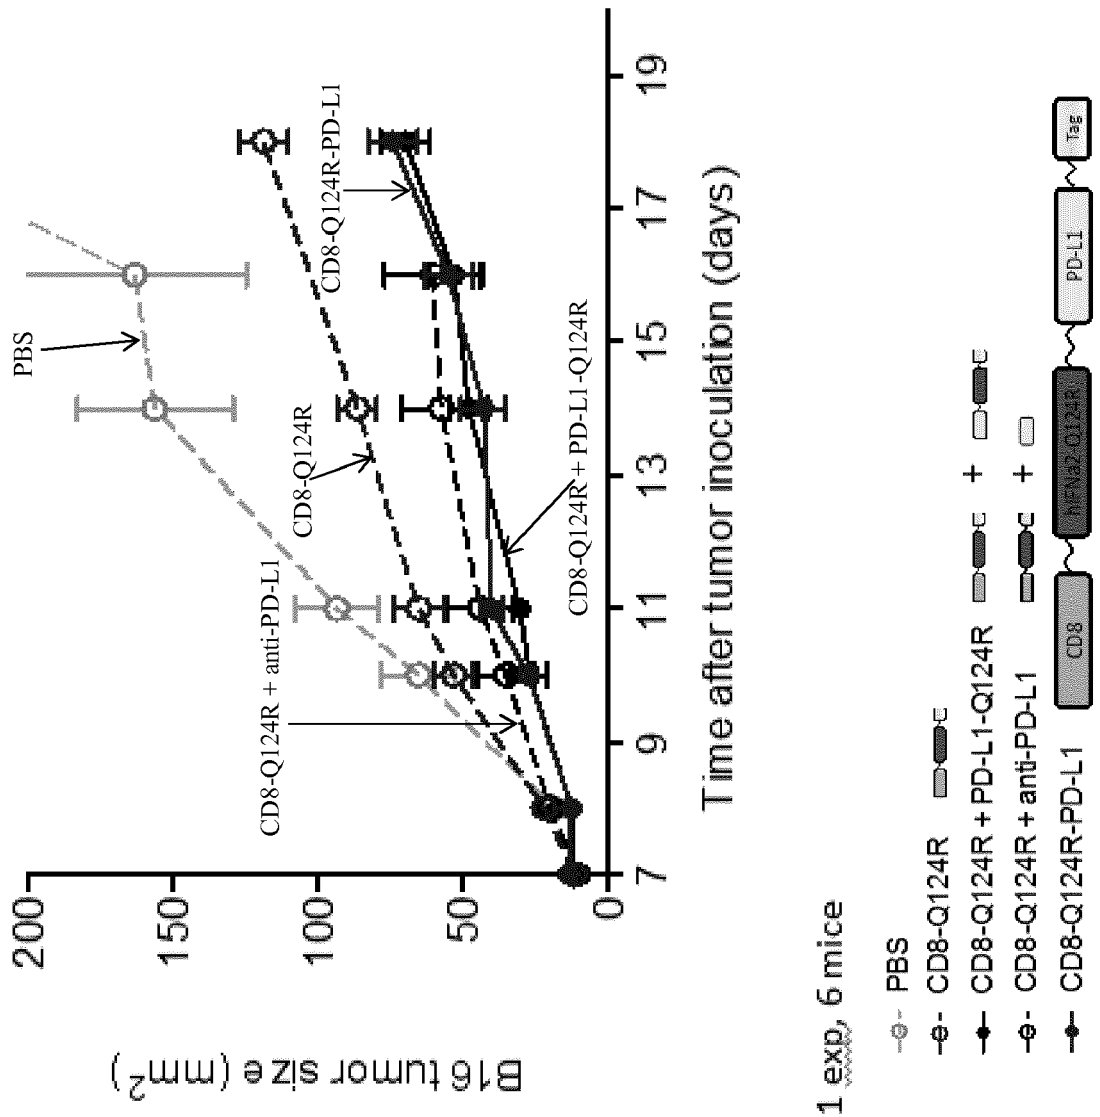 200
150
100
50
0
B16 tumor size (mm²)
7
9
11
13
15
17
19
Time after tumor inoculation (days)
PBS
CD8-Q124R
CD8-Q124R + anti-PD-L1
CD8-Q124R-PD-L1
CD8-Q124R + PD-L1-Q124R
1 exp, 6 mice
PBS
CD8-Q124R
CD8-Q124R + PD-L1-Q124R +
CD8-Q124R + anti-PD-L1 +
CD8-Q124R-PD-L1
CD8
hIFNa2-Q124R
PD-L1
Tag